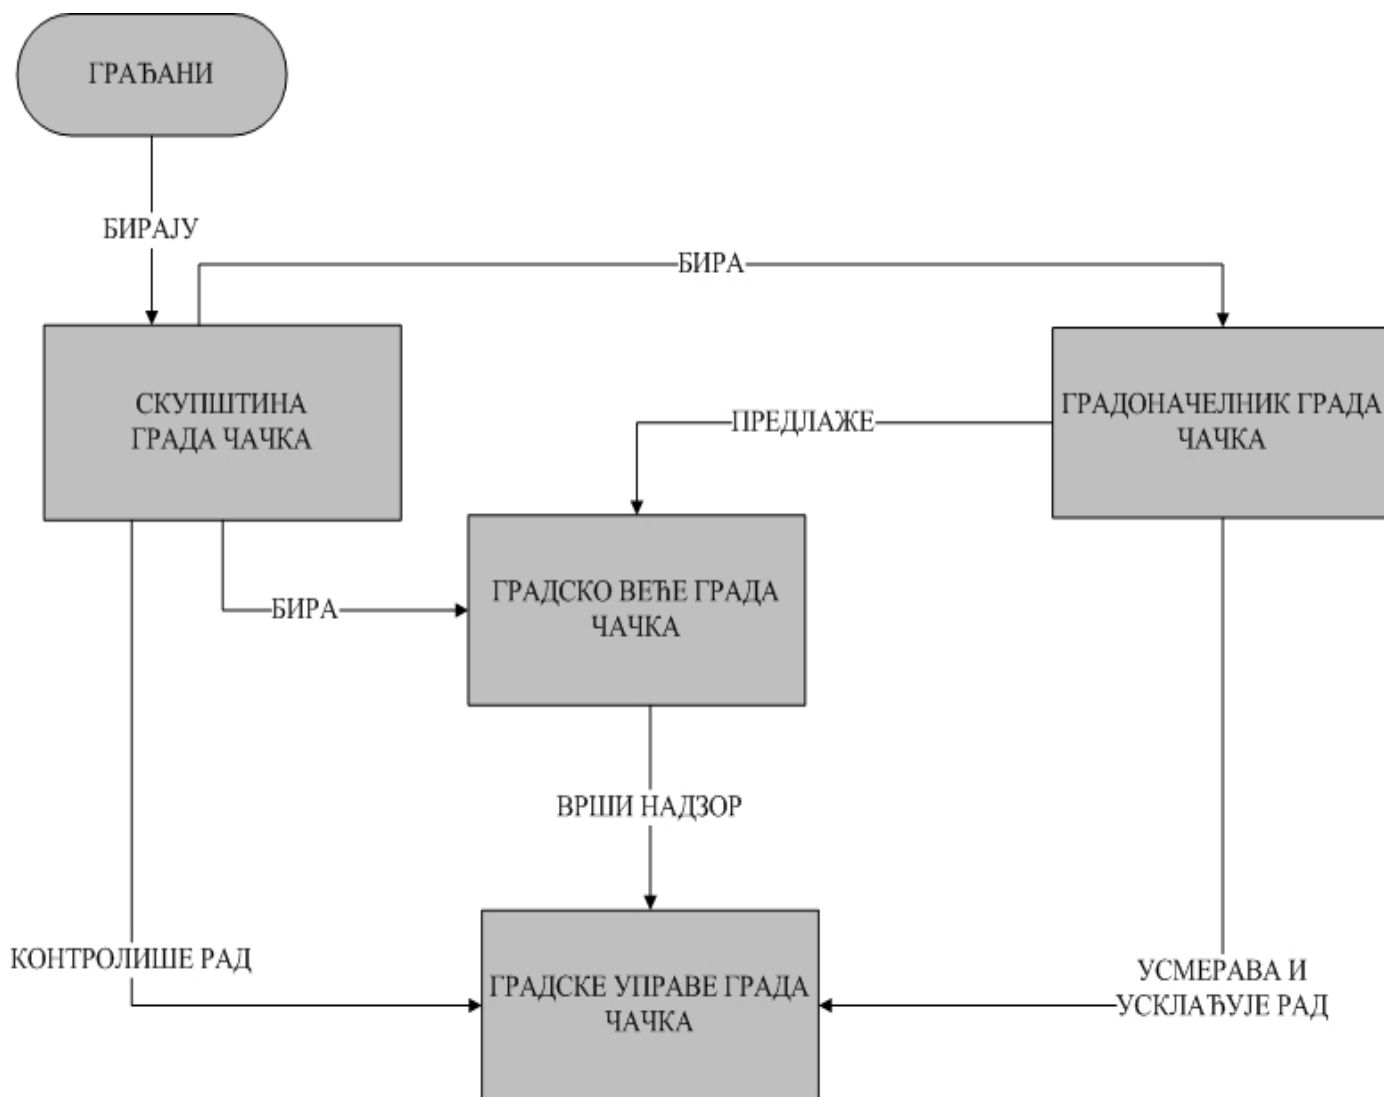 ГРАЂАНИ
БИРАЈУ
БИРА
СКУПШТИНА
ГРАДА ЧАЧКА
ГРАДОНАЧЕЛНИК ГРАДА
ЧАЧКА
ПРЕДЛАЖЕ
ГРАДСКО ВЕЋЕ ГРАДА
ЧАЧКА
БИРА
ВРШИ НАДЗОР
КОНТРОЛИШЕ РАД
ГРАДСКЕ УПРАВЕ ГРАДА
ЧАЧКА
УСМЕРАВА И
УСКЛАЂУЈЕ РАД